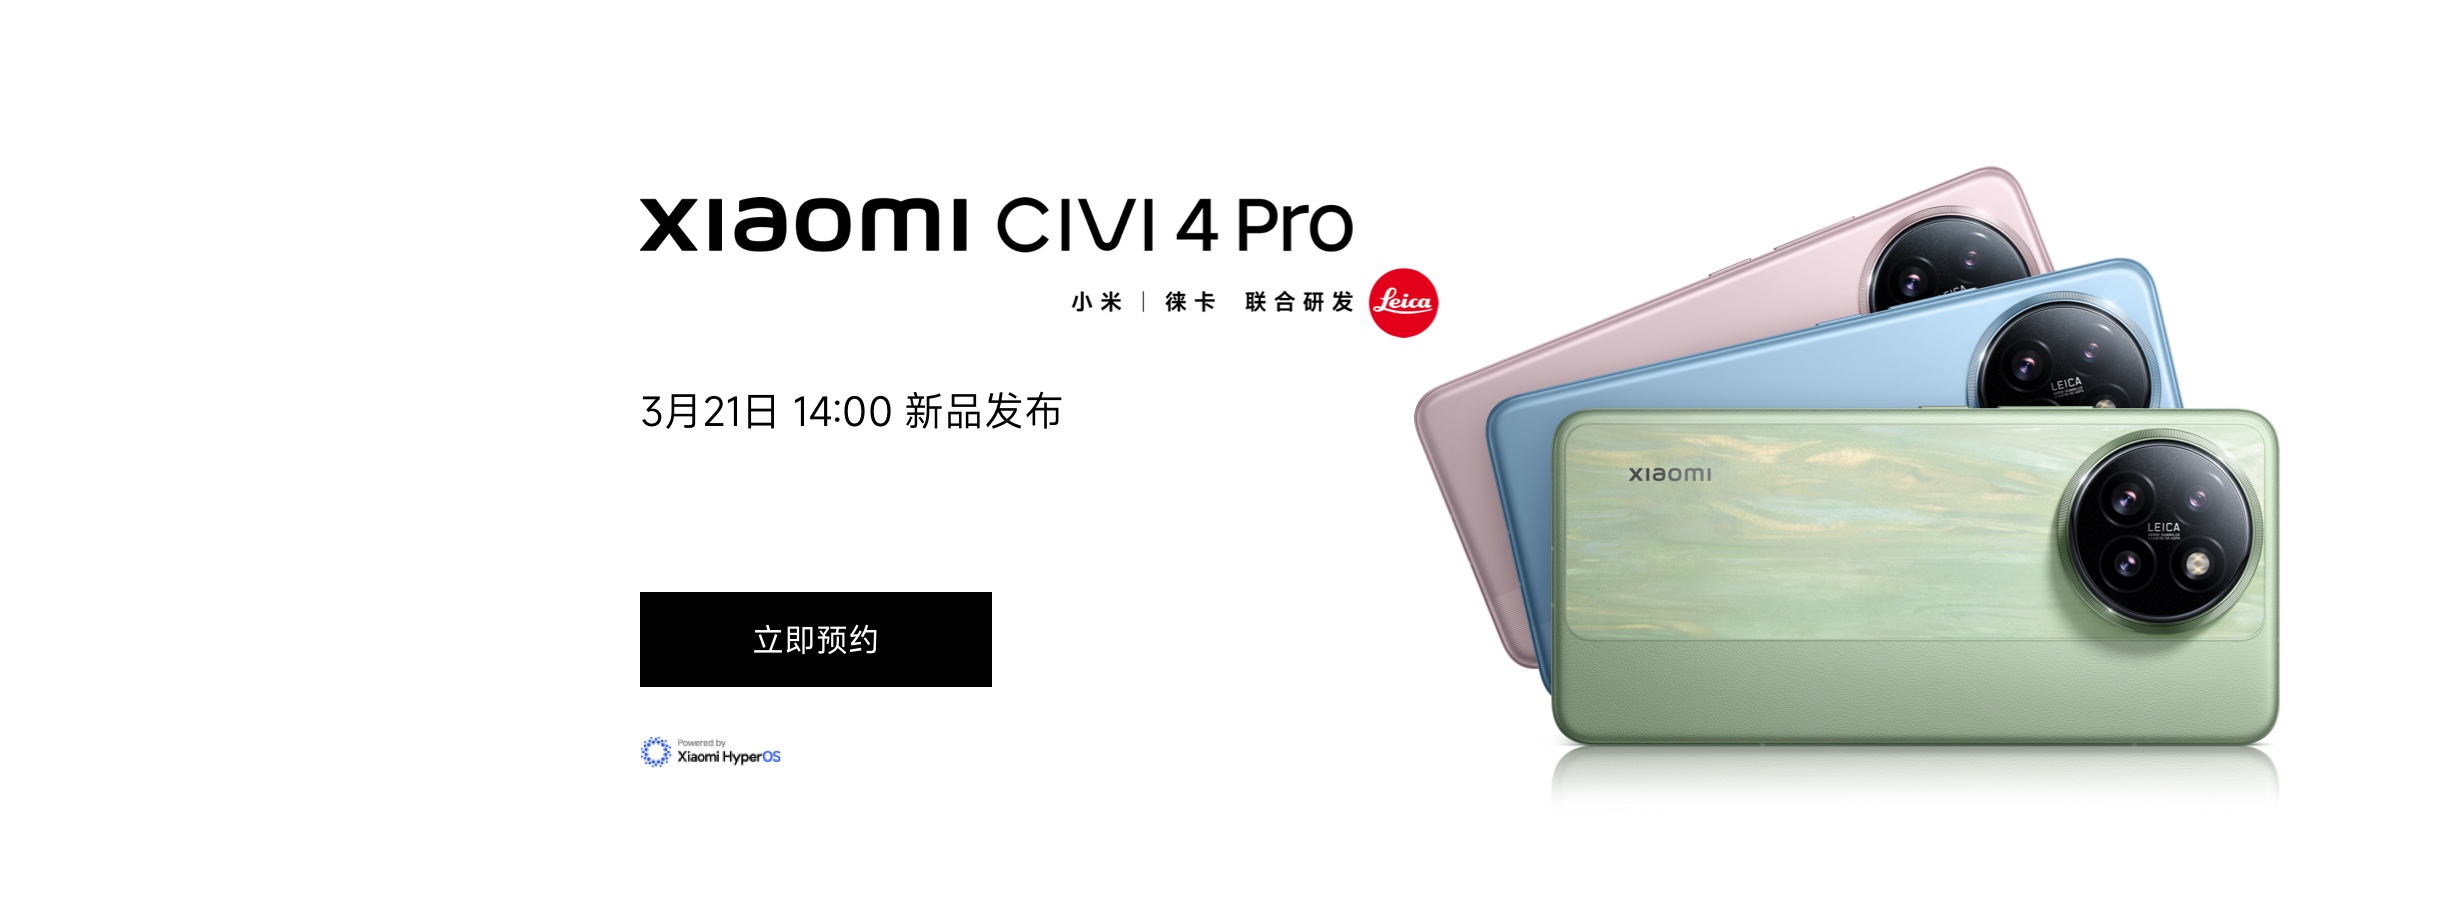 xiaomi CIVI 4 Pro
小米 | 徕卡 联合研发 Leica
3月21日 14:00 新品发布
立即预约
Powered by
Xiaomi HyperOS
LEICA
xiaomi
LEICA